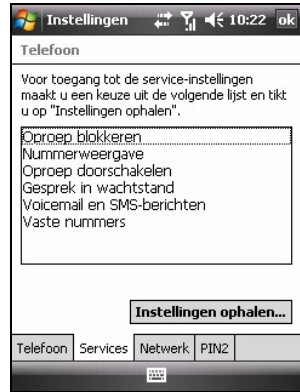 Instellingen 10:22 ok
Telefoon
Voor toegang tot de service-instellingen
maakt u een keuze uit de volgende lijst en tikt
u op "Instellingen ophalen".
Oproep blokkeren
Nummerweergave
Oproep doorschakelen
Gesprek in wachtstand
Voicemail en SMS-berichten
Vaste nummers
Instellingen ophalen...
Telefoon Services Netwerk PIN2